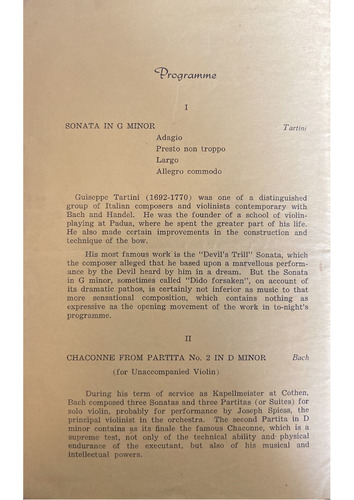 Programme
I
SONATA IN G MINOR Tartini
Adagio
Presto non troppo
Largo
Allegro commodo
Guiseppe Tartini (1692-1770) was one of a distinguished
group of Italian composers and violinists contemporary with
Bach and Handel. He was the founder of a school of violin-
playing at Padua, where he spent the greater part of his life.
He also made certain improvements in the construction and
technique of the bow.
His most famous work is the "Devil's Trill" Sonata, which
the composer alleged that he based upon a marvellous perform-
ance by the Devil heard by him in a dream. But the Sonata
in G minor, sometimes called "Dido forsaken", on account of
its dramatic pathos, is certainly not inferior as music to that
more sensational composition, which contains nothing as
expressive as the opening movement of the work in to-night's
programme.
II
CHACONNE FROM PARTITA No. 2 IN D MINOR Bach
(for Unaccompanied Violin)
During his term of service as Kapellmeister at Cothen,
Bach composed three Sonatas and three Partitas (or Suites) for
solo violin, probably for performance by Joseph Spiess, the
principal violinist in the orchestra. The second Partita in D
minor contains as its finale the famous Chaconne, which is a
supreme test, not only of the technical ability and physical
endurance of the executant, but also of his musical and
intellectual powers.